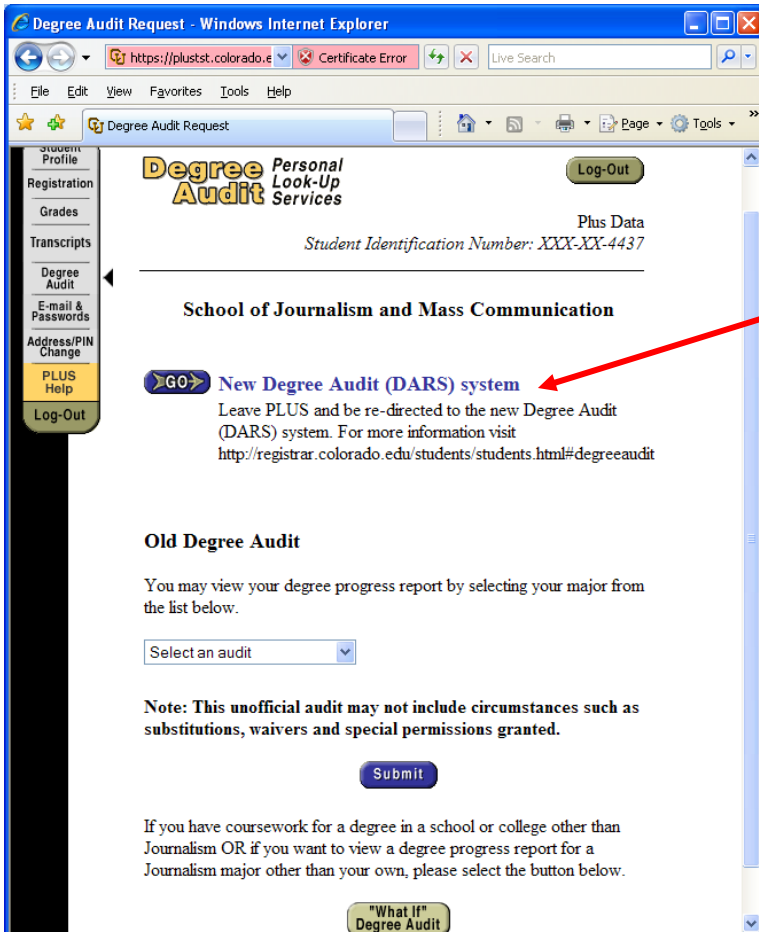 Degree Audit Request - Windows Internet Explorer
https://plustst.colorado.e Certificate Error Live Search
File Edit View Favorites Tools Help
Degree Audit Request Page Tools
Student
Profile
Registration
Grades
Transcripts
Degree
Audit
E-mail &
Passwords
Address/PIN
Change
PLUS
Help
Log-Out
Degree Audit
Personal
Look-Up
Services
Log-Out
Plus Data
Student Identification Number: XXX-XX-4437
School of Journalism and Mass Communication
GO New Degree Audit (DARS) system
Leave PLUS and be re-directed to the new Degree Audit
(DARS) system. For more information visit
http://registrar.colorado.edu/students/students.html#degreeaudit
Old Degree Audit
You may view your degree progress report by selecting your major from
the list below.
Select an audit
Note: This unofficial audit may not include circumstances such as
substitutions, waivers and special permissions granted.
Submit
If you have coursework for a degree in a school or college other than
Journalism OR if you want to view a degree progress report for a
Journalism major other than your own, please select the button below.
"What If"
Degree Audit